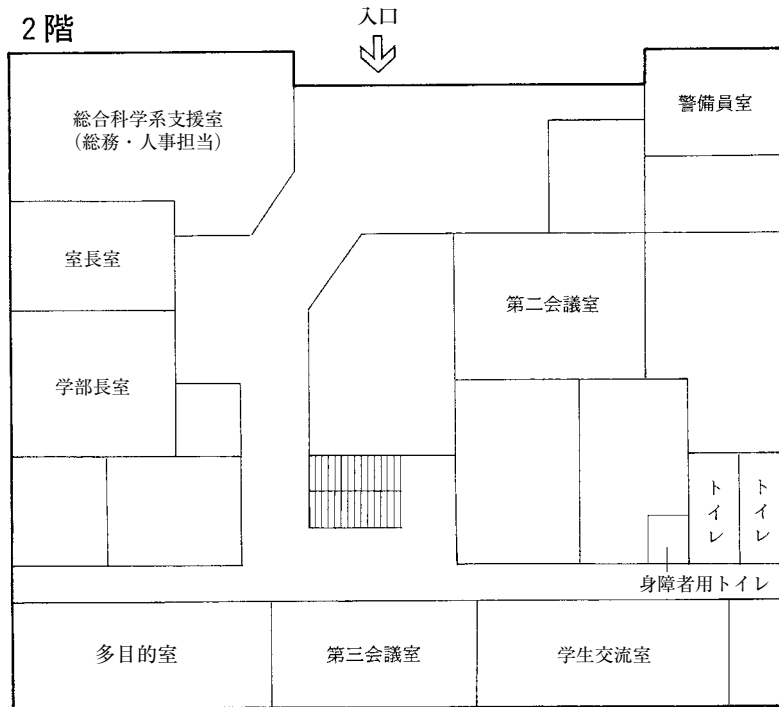 2階
入口
総合科学系支援室
(総務・人事担当)
警備員室
室長室
第二会議室
学部長室
トイレ
トイレ
身障者用トイレ
多目的室
第三会議室
学生交流室